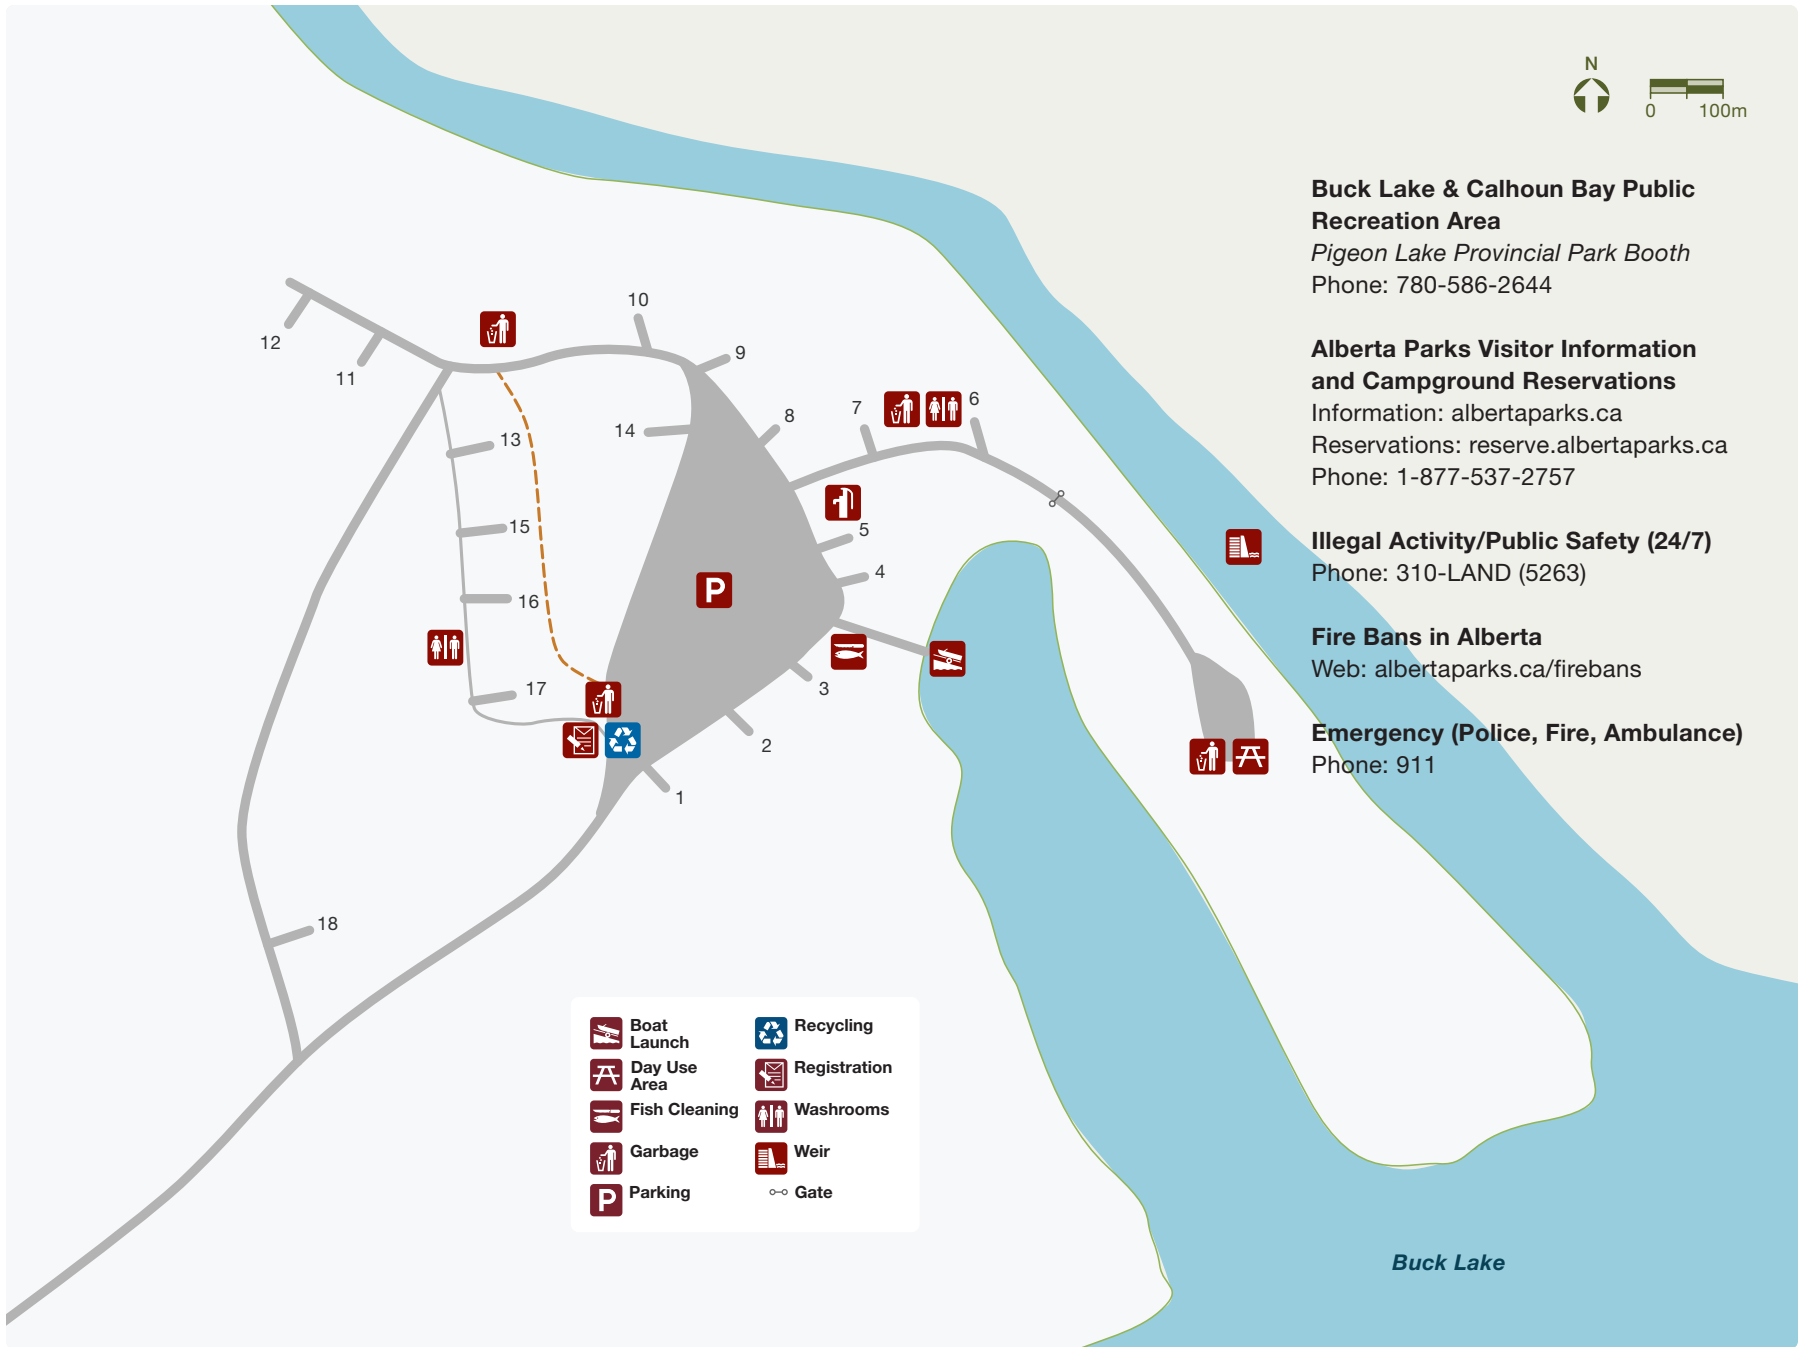 N
0 100m
Buck Lake & Calhoun Bay Public
Recreation Area
Pigeon Lake Provincial Park Booth
Phone: 780-586-2644
Alberta Parks Visitor Information
and Campground Reservations
Information: albertaparks.ca
Reservations: reserve.albertaparks.ca
Phone: 1-877-537-2757
Illegal Activity/Public Safety (24/7)
Phone: 310-LAND (5263)
Fire Bans in Alberta
Web: albertaparks.ca/firebans
Emergency (Police, Fire, Ambulance)
Phone: 911
10
12
9
11
6
7
8
14
13
15
5
4
P
16
17
3
2
1
18
Boat
Launch
Day Use
Area
Fish Cleaning
Garbage
P Parking
Recycling
Registration
Washrooms
Weir
Gate
Buck Lake